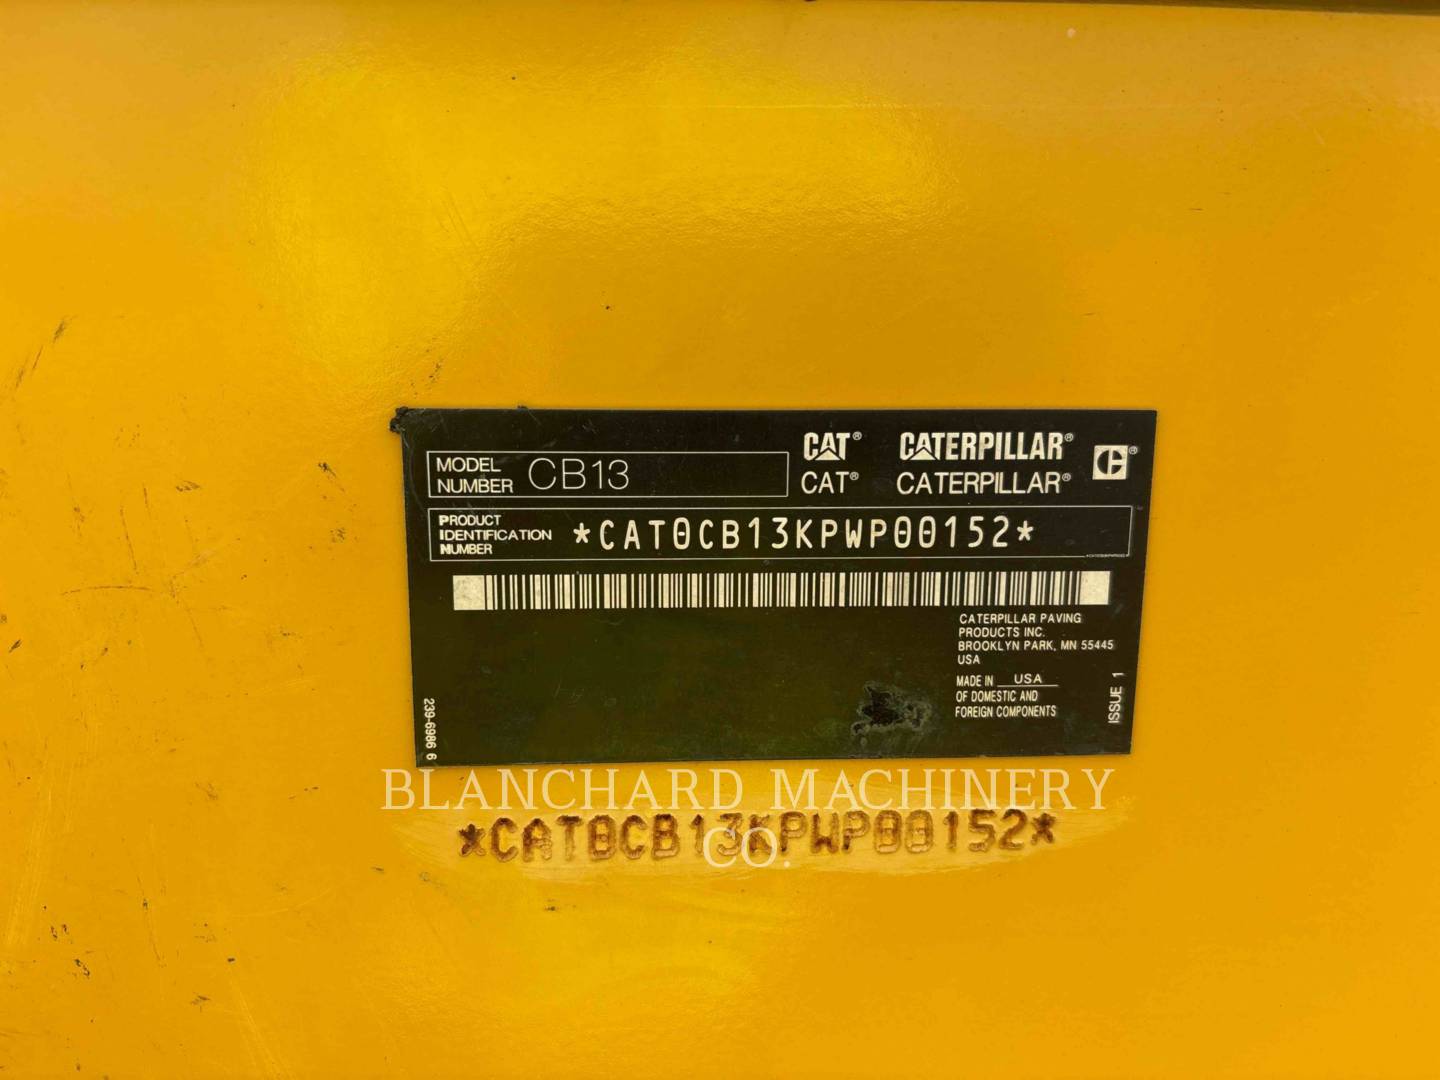 MODEL NUMBER CB13
CAT® CATERPILLAR®
CAT® CATERPILLAR®
PRODUCT
IDENTIFICATION
NUMBER
*CAT0CB13KPWP00152*
CATERPILLAR PAVING
PRODUCTS INC.
BROOKLYN PARK, MN 55445
USA
MADE IN USA
OF DOMESTIC AND
FOREIGN COMPONENTS
ISSUE 1
239-6986 6
BLANCHARD MACHINERY
CO.
*CAT0CB13KPWP00152*